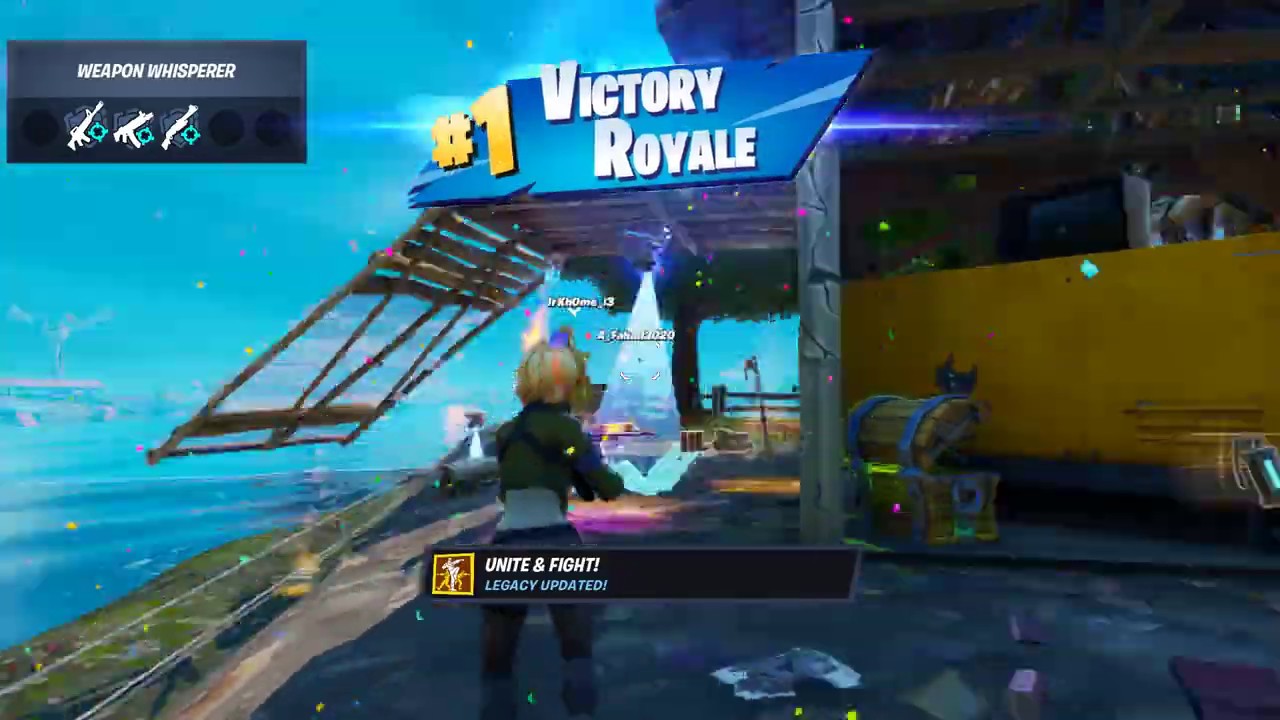 WEAPON WHISPERER
#1 VICTORY
ROYALE
UNITE & FIGHT!
LEGACY UPDATED!